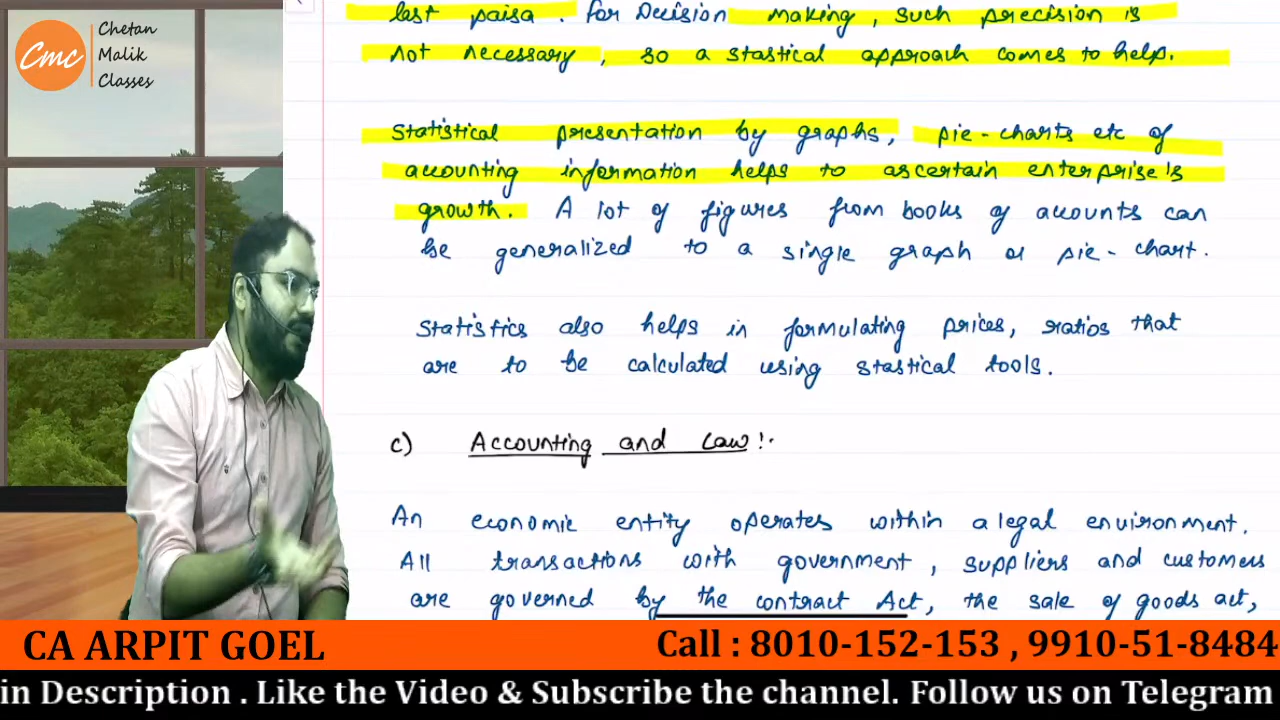 Cmc
Chetan
Malik
Classes
last paisa. For Decision making, such precision is
not necessary, so a stastical approach comes to help.
Statistical presentation by graphs, pie-charts etc of
accounting information helps to ascertain enterprise's
growth. A lot of figures from books of accounts can
be generalized to a single graph or pie-chart.
Statistics also helps in formulating prices, ratios that
are to be calculated using stastical tools.
c) Accounting and Law :-
An economic entity operates within a legal environment.
All transactions with government, suppliers and customers
are governed by the contract Act, the sale of goods act,
CA ARPIT GOEL
Call : 8010-152-153 , 9910-51-8484
in Description . Like the Video & Subscribe the channel. Follow us on Telegram